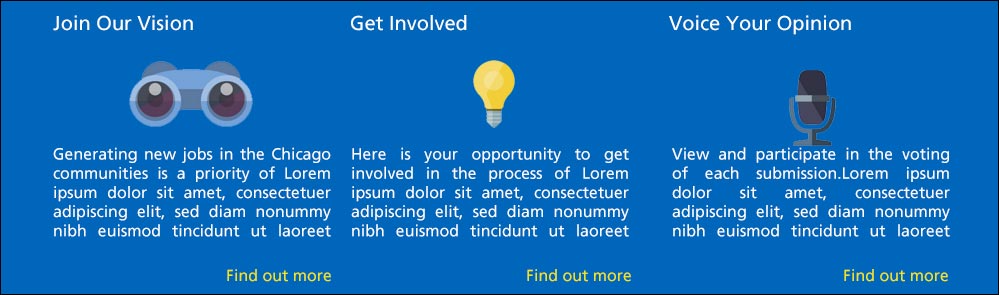 Join Our Vision
Generating new jobs in the Chicago
communities is a priority of Lorem
ipsum dolor sit amet, consectetuer
adipiscing elit, sed diam nonummy
nibh euismod tincidunt ut laoreet
Find out more
Get Involved
Here is your opportunity to get
involved in the process of Lorem
ipsum dolor sit amet, consectetuer
adipiscing elit, sed diam nonummy
nibh euismod tincidunt ut laoreet
Find out more
Voice Your Opinion
View and participate in the voting
of each submission.Lorem ipsum
dolor sit amet, consectetuer
adipiscing elit, sed diam nonummy
nibh euismod tincidunt ut laoreet
Find out more